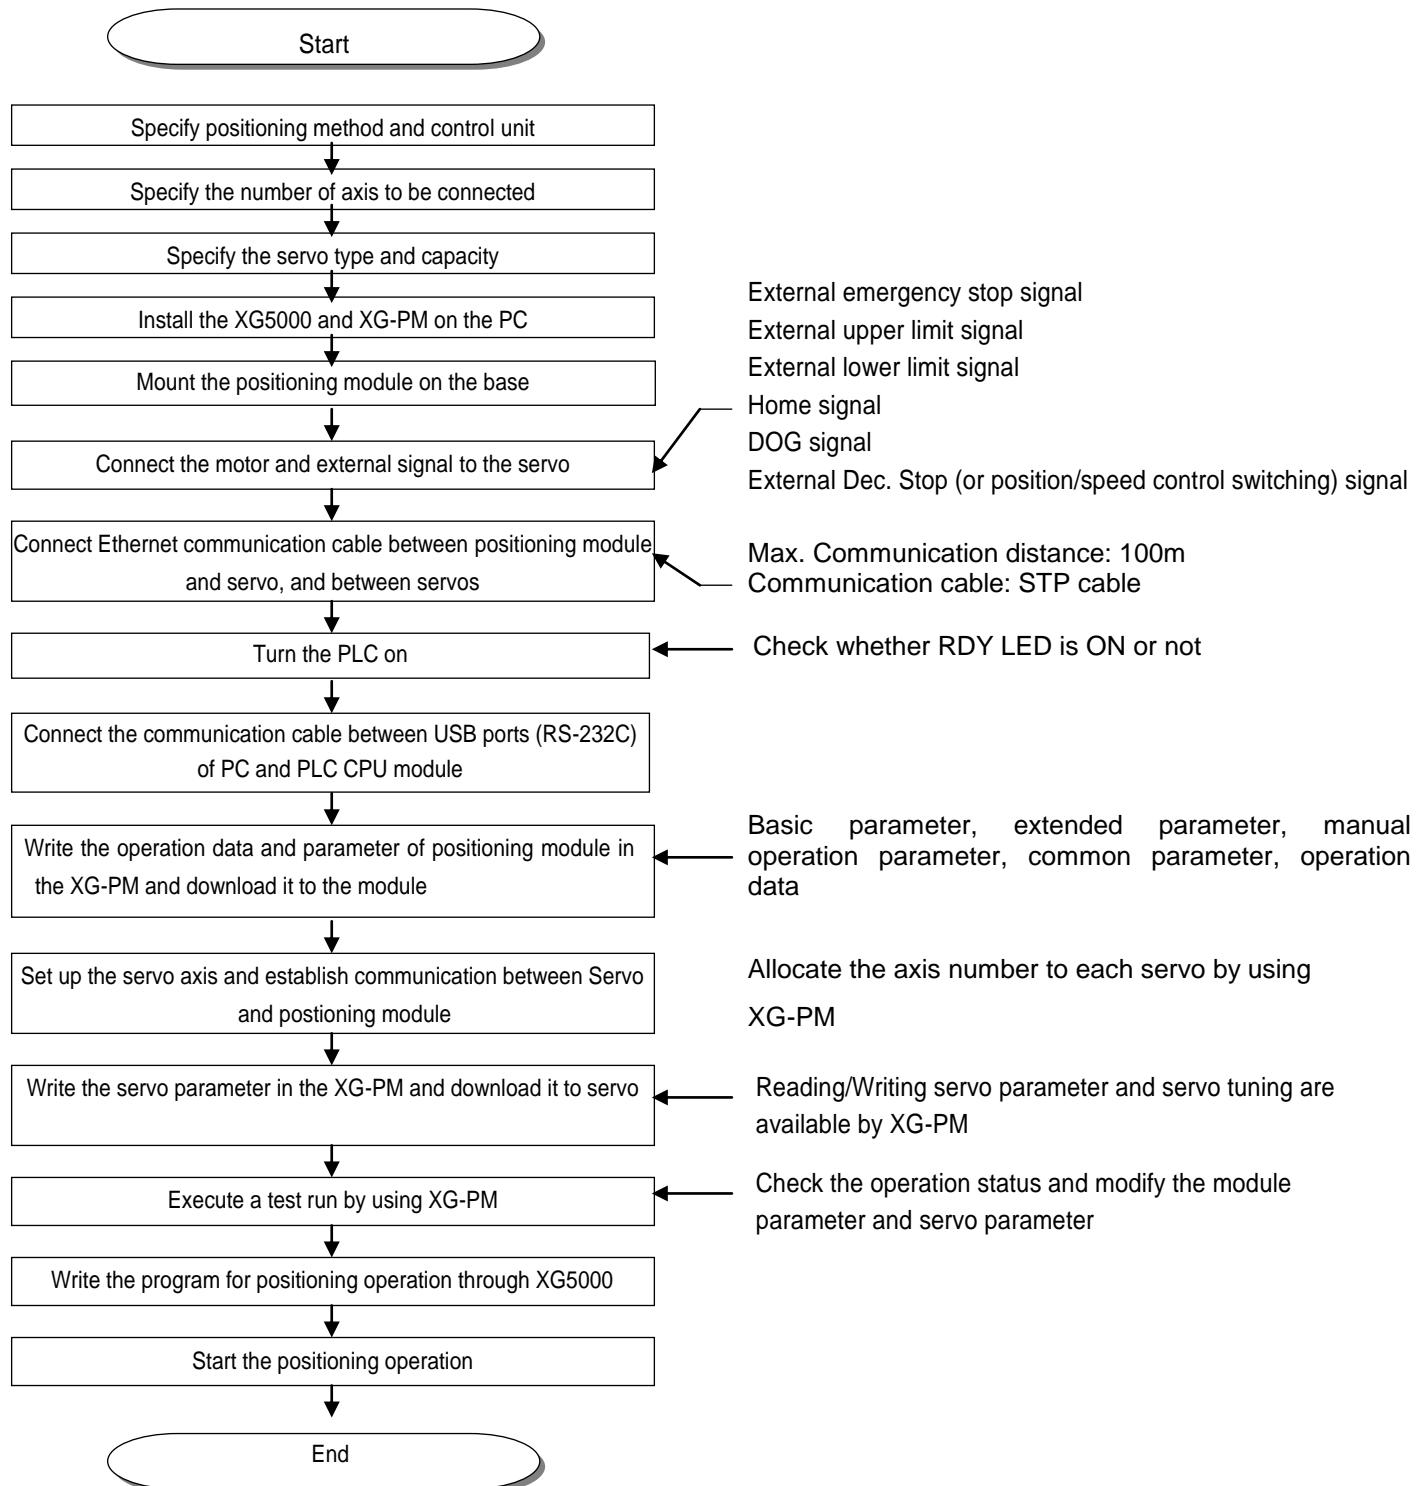 Start
Specify positioning method and control unit
Specify the number of axis to be connected
Specify the servo type and capacity
Install the XG5000 and XG-PM on the PC
Mount the positioning module on the base
External emergency stop signal
External upper limit signal
External lower limit signal
Home signal
DOG signal
External Dec. Stop (or position/speed control switching) signal
Connect the motor and external signal to the servo
Connect Ethernet communication cable between positioning module
and servo, and between servos
Max. Communication distance: 100m
Communication cable: STP cable
Turn the PLC on
Check whether RDY LED is ON or not
Connect the communication cable between USB ports (RS-232C)
of PC and PLC CPU module
Write the operation data and parameter of positioning module in
the XG-PM and download it to the module
Basic parameter, extended parameter, manual
operation parameter, common parameter, operation
data
Set up the servo axis and establish communication between Servo
and postioning module
Allocate the axis number to each servo by using
XG-PM
Write the servo parameter in the XG-PM and download it to servo
Reading/Writing servo parameter and servo tuning are
available by XG-PM
Execute a test run by using XG-PM
Check the operation status and modify the module
parameter and servo parameter
Write the program for positioning operation through XG5000
Start the positioning operation
End